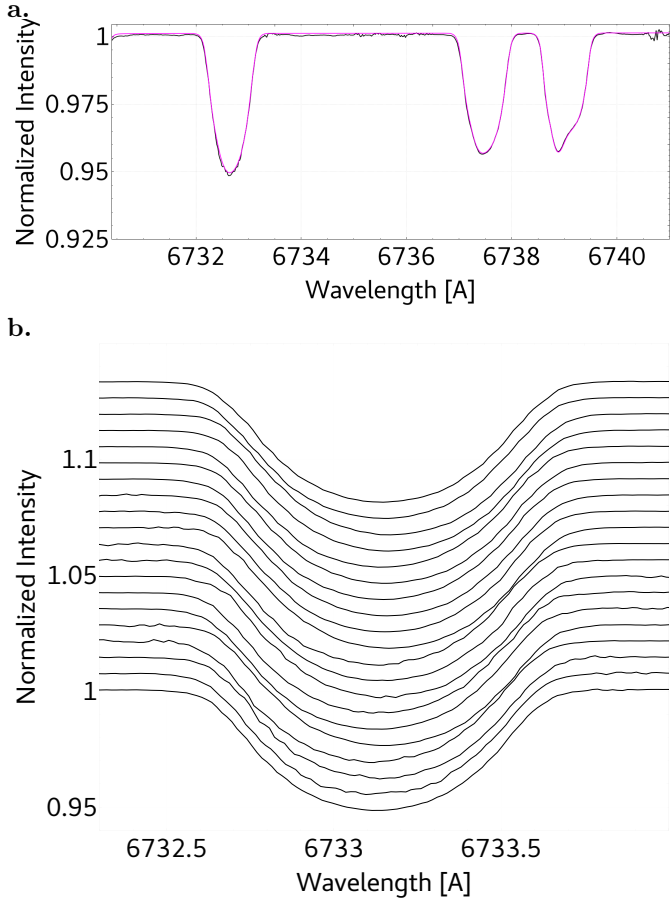 a.
1
0.975
0.95
0.925
Normalized Intensity
6732 6734 6736 6738 6740
Wavelength [A]
b.
1.1
1.05
1
0.95
Normalized Intensity
6732.5 6733 6733.5
Wavelength [A]